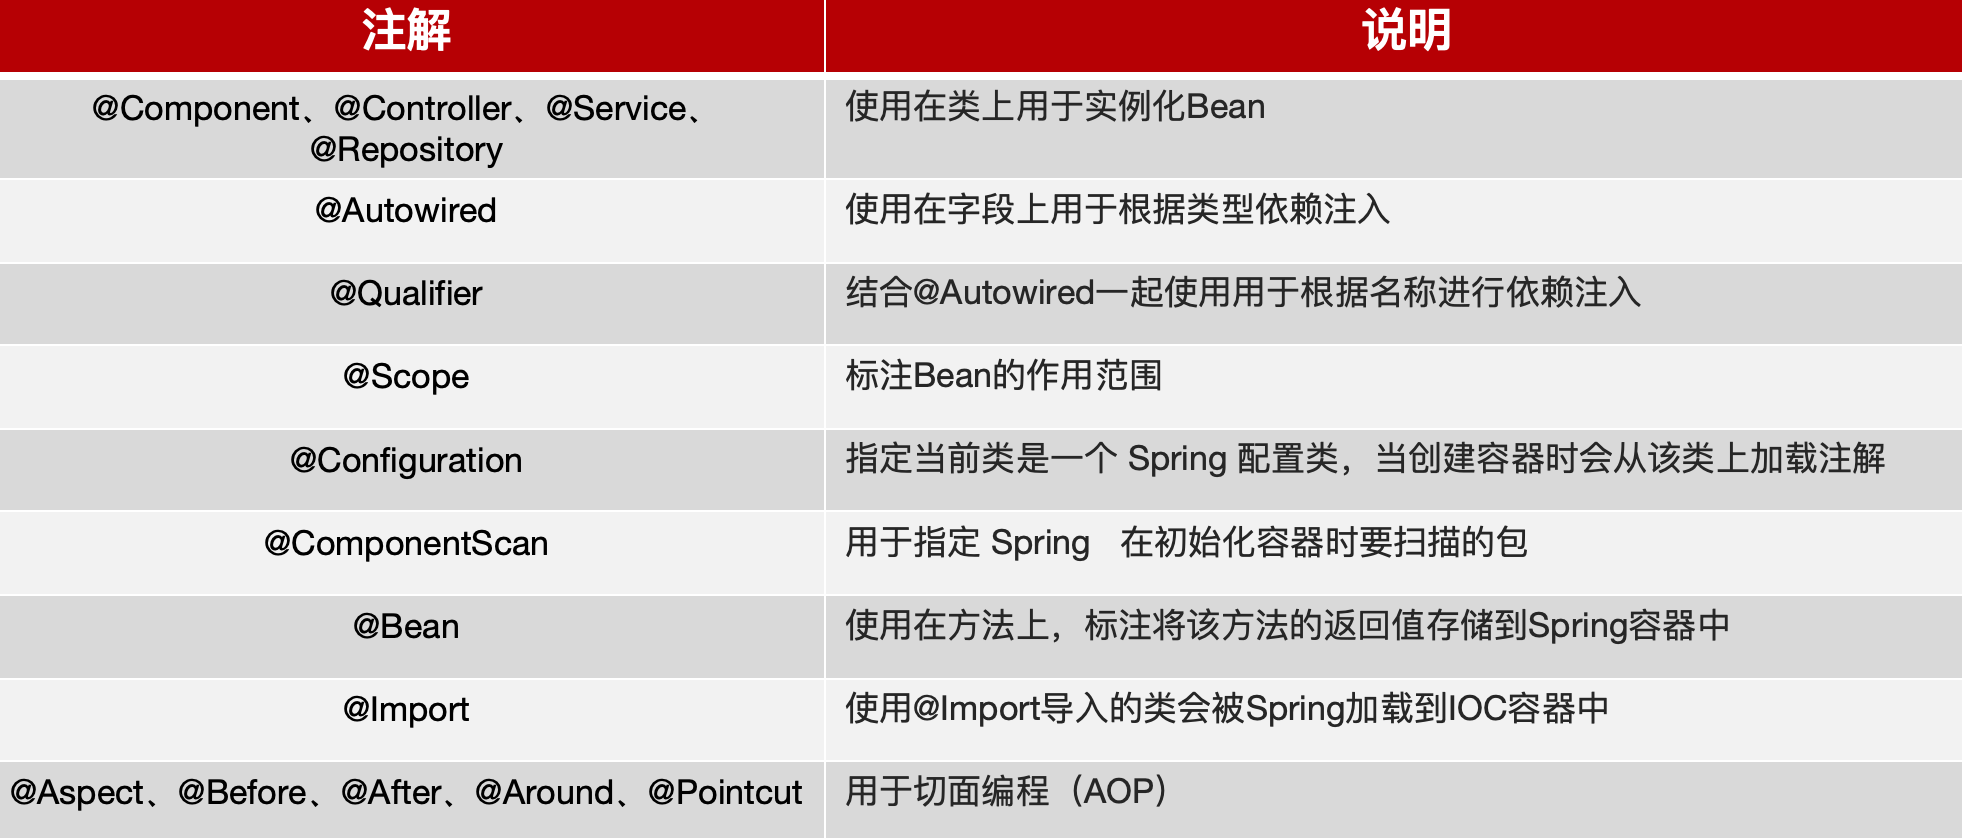 注解
说明
@Component、@Controller、@Service、
@Repository
使用在类上用于实例化Bean
@Autowired
使用在字段上用于根据类型依赖注入
@Qualifier
结合@Autowired一起使用用于根据名称进行依赖注入
@Scope
标注Bean的作用范围
@Configuration
指定当前类是一个 Spring 配置类，当创建容器时会从该类上加载注解
@ComponentScan
用于指定 Spring 在初始化容器时要扫描的包
@Bean
使用在方法上，标注将该方法的返回值存储到Spring容器中
@Import
使用@Import导入的类会被Spring加载到IOC容器中
@Aspect、@Before、@After、@Around、@Pointcut
用于切面编程（AOP）